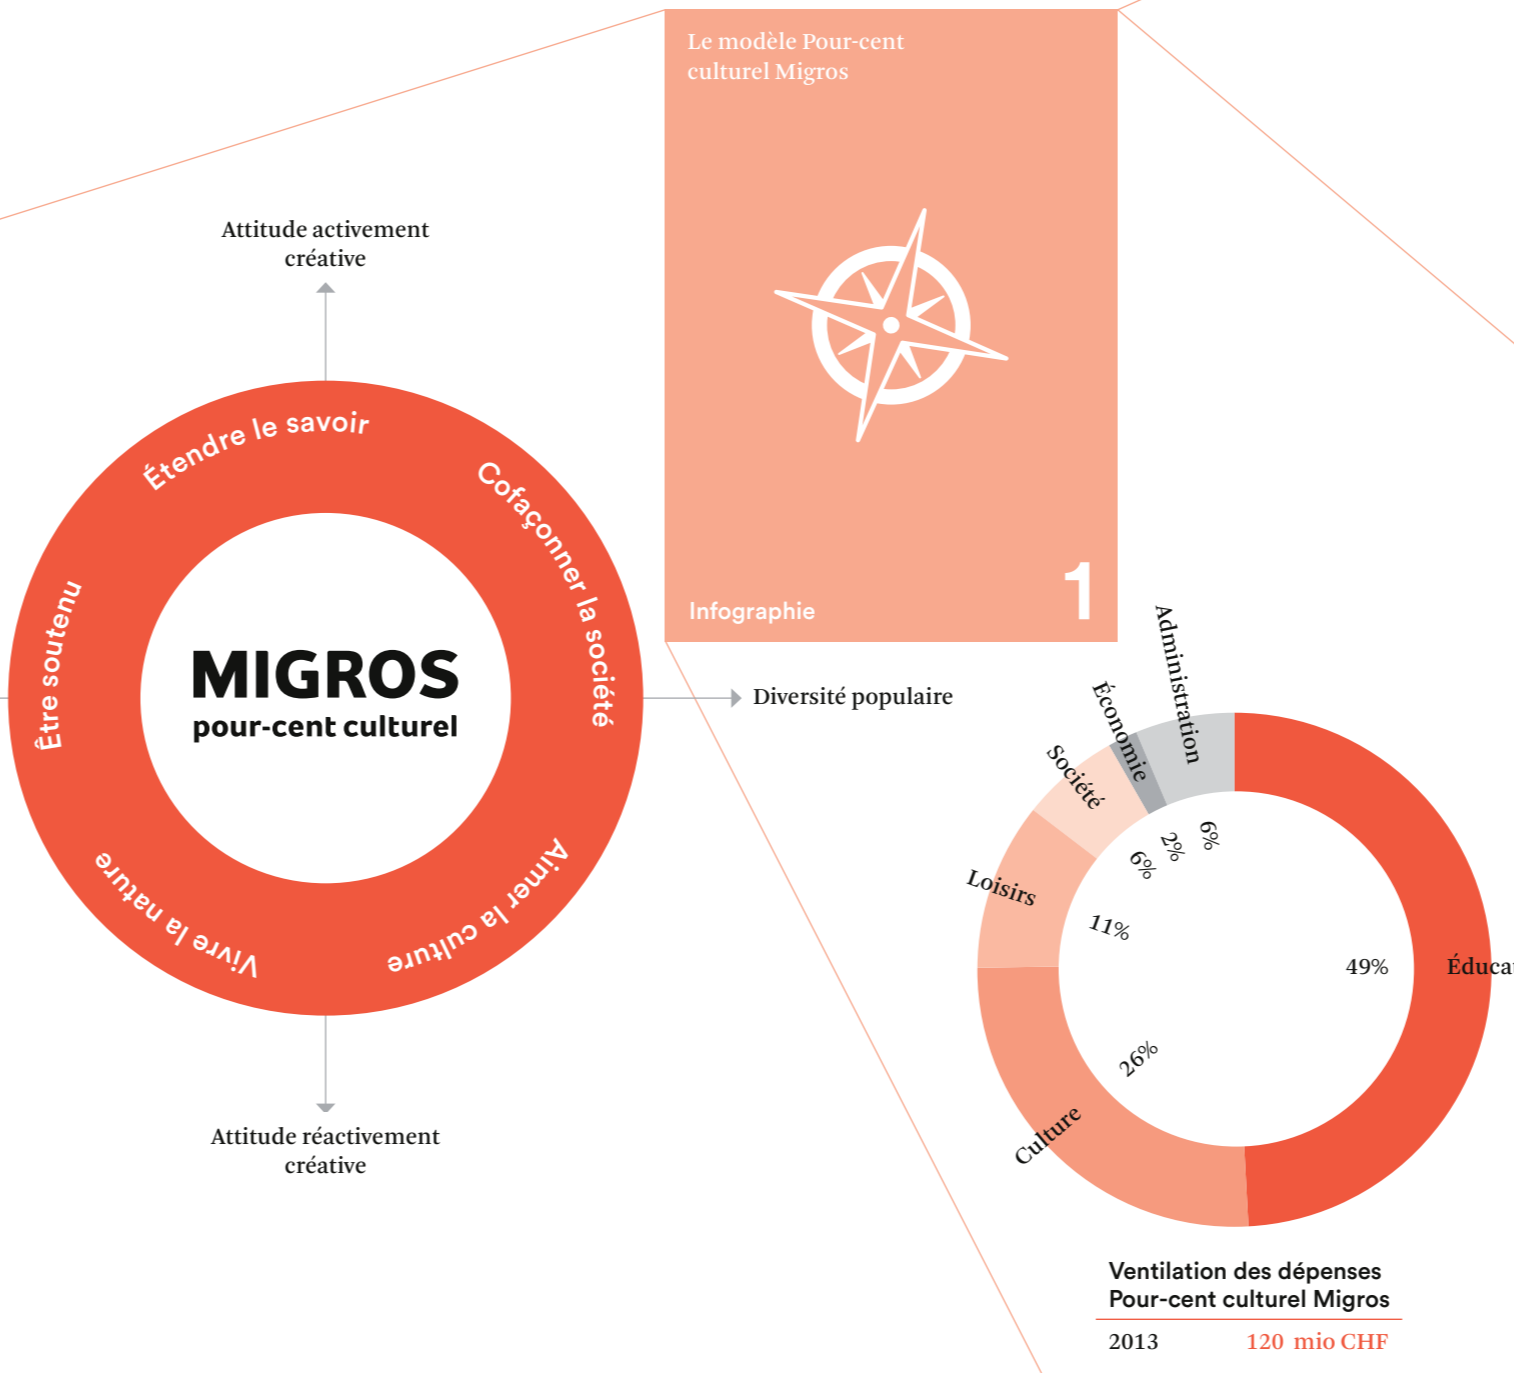 Le modèle Pour-cent
culturel Migros
Infographie
1
Attitude activement
créative
Étendre le savoir
Cofaçonner la société
Être soutenu
MIGROS
pour-cent culturel
Aimer la culture
Vivre la nature
Diversité populaire
Attitude réactivement
créative
Administration
Économie
Société
Loisirs
Culture
6%
2%
6%
11%
26%
49%
Éduca
Ventilation des dépenses
Pour-cent culturel Migros
2013 120 mio CHF